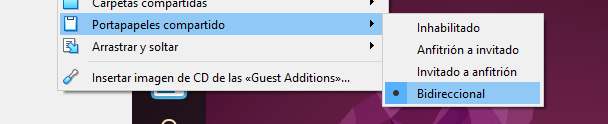 Carpetas compartidas
Portapapeles compartido
Arrastrar y soltar
Insertar imagen de CD de las «Guest Additions»...
Inhabilitado
Anfitrión a invitado
Invitado a anfitrión
Bidireccional